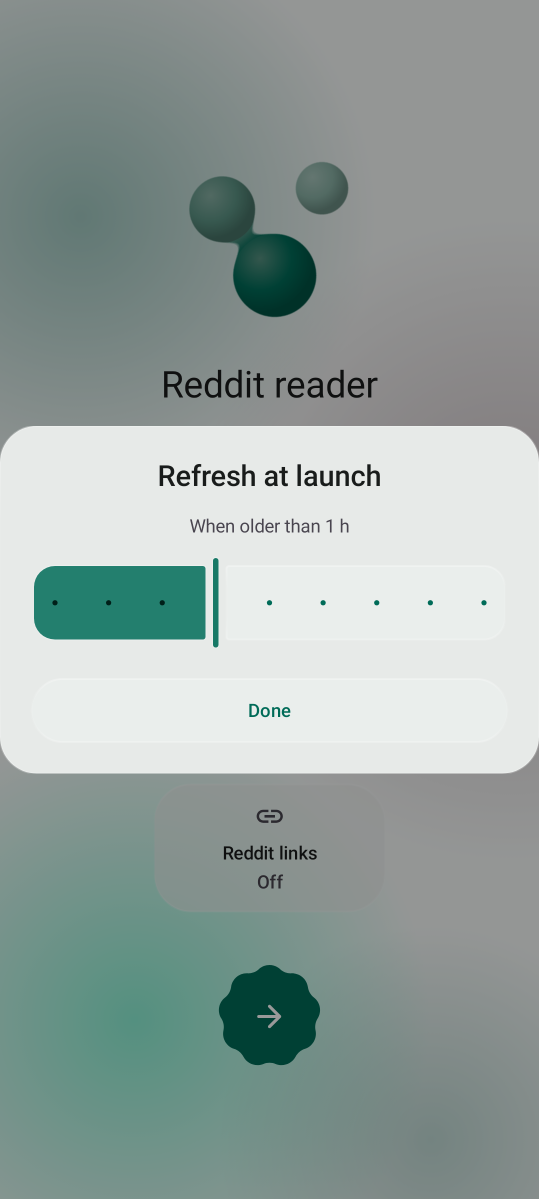 Reddit reader
Refresh at launch
When older than 1 h
Done
Reddit links
Off